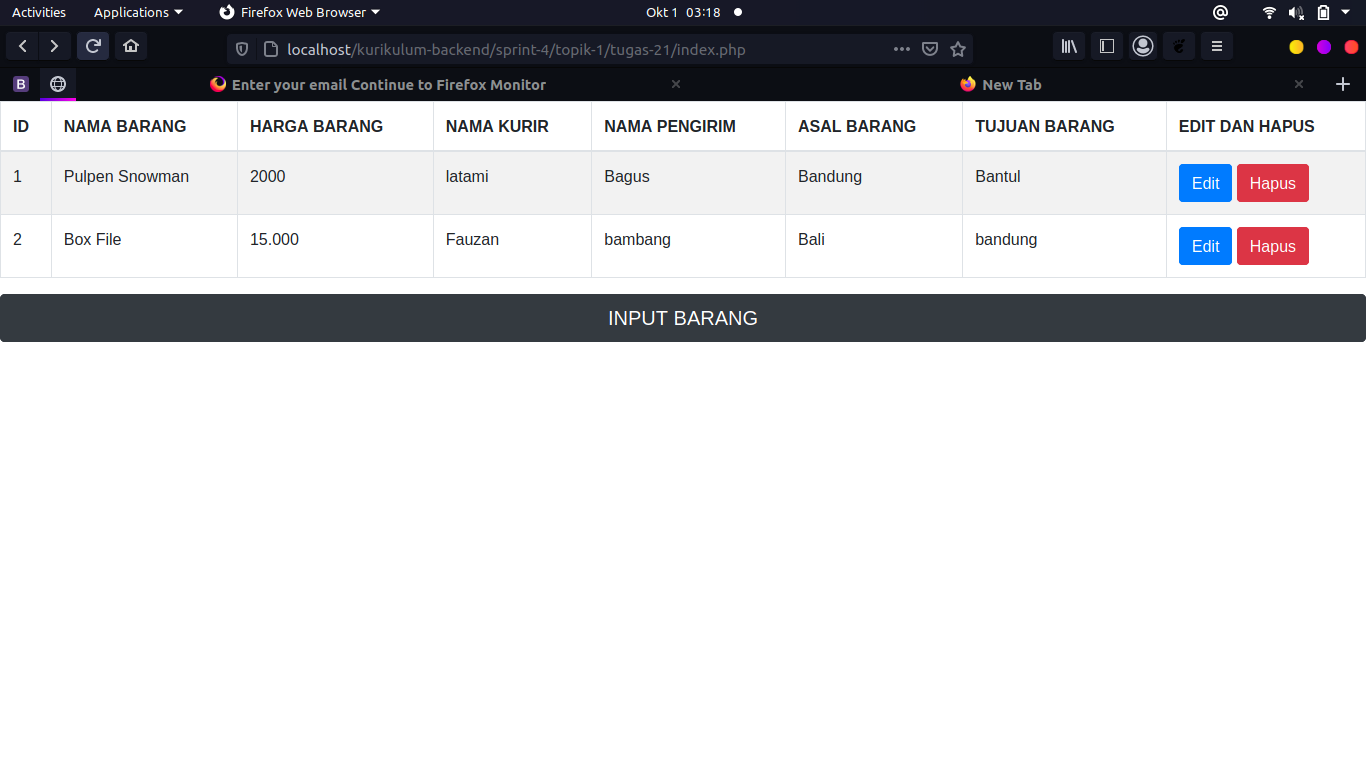 Activities Applications Firefox Web Browser Okt 1 03:18
localhost/kurikulum-backend/sprint-4/topik-1/tugas-21/index.php
B Enter your email Continue to Firefox Monitor New Tab
ID NAMA BARANG HARGA BARANG NAMA KURIR NAMA PENGIRIM ASAL BARANG TUJUAN BARANG EDIT DAN HAPUS
1 Pulpen Snowman 2000 latami Bagus Bandung Bantul Edit Hapus
2 Box File 15.000 Fauzan bambang Bali bandung Edit Hapus
INPUT BARANG